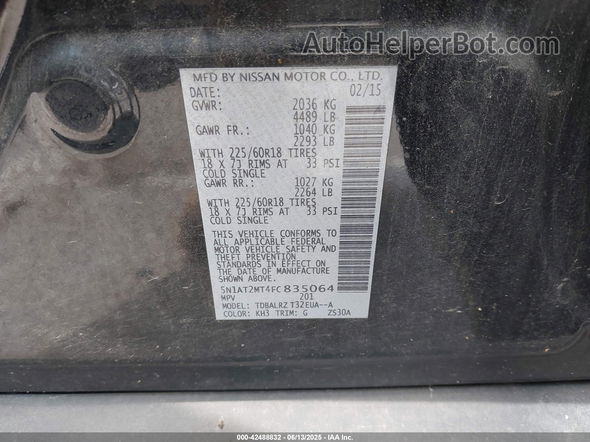 AutoHelperBot.com
MFD BY NISSAN MOTOR CO., LTD.
DATE: 02/15
GVWR: 2036 KG
4489 LB
GAWR FR.: 1040 KG
2293 LB
WITH 225/60R18 TIRES
18 X 7J RIMS AT 33 PSI
COLD SINGLE
GAWR RR.: 1027 KG
2264 LB
WITH 225/60R18 TIRES
18 X 7J RIMS AT 33 PSI
COLD SINGLE
THIS VEHICLE CONFORMS TO
ALL APPLICABLE FEDERAL
MOTOR VEHICLE SAFETY
STANDARDS IN EFFECT ON
THE DATE OF MANUFACTURE
SHOWN ABOVE.
5N1AT2MT4FC835064
MPV 201
MODEL: TDBALRZ T32EUA--A
COLOR: KH3 TRIM: G ZS30A
000-42488832 - 06/13/2025 - IAA Inc.